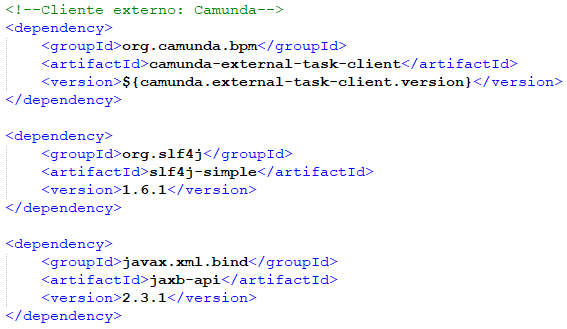 <!--Cliente externo: Camunda-->
<dependency>
<groupId>org.camunda.bpm</groupId>
<artifactId>camunda-external-task-client</artifactId>
<version>${camunda.external-task-client.version}</version>
</dependency>
<dependency>
<groupId>org.slf4j</groupId>
<artifactId>slf4j-simple</artifactId>
<version>1.6.1</version>
</dependency>
<dependency>
<groupId>javax.xml.bind</groupId>
<artifactId>jaxb-api</artifactId>
<version>2.3.1</version>
</dependency>